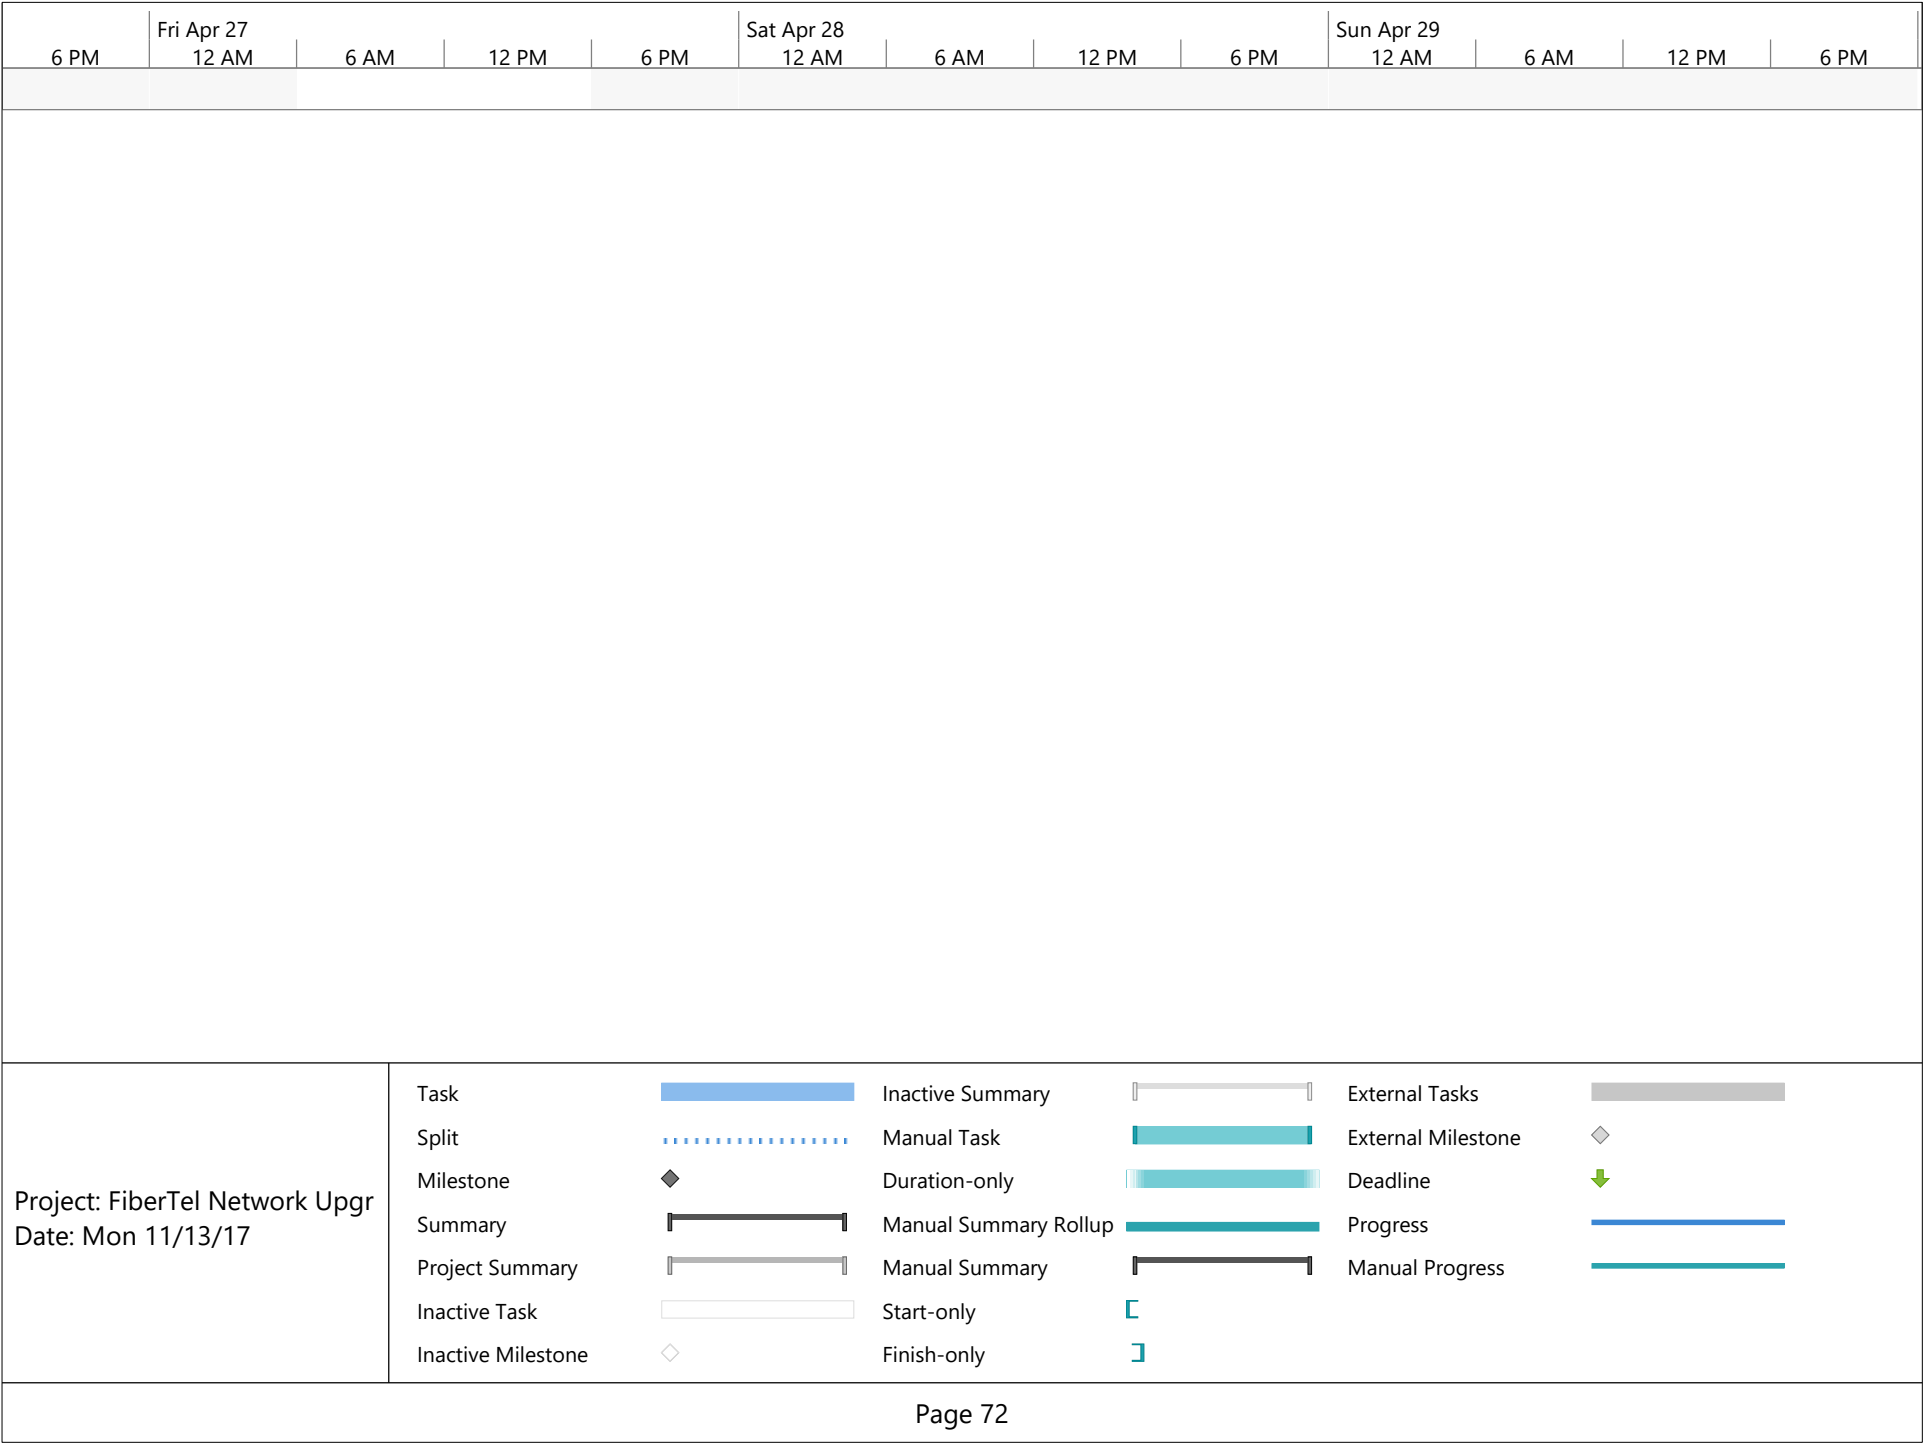 Fri Apr 27 Sat Apr 28 Sun Apr 29
6 PM 12 AM 6 AM 12 PM 6 PM 12 AM 6 AM 12 PM 6 PM 12 AM 6 AM 12 PM 6 PM
Project: FiberTel Network Upgr
Date: Mon 11/13/17
Task
Split
Milestone
Summary
Project Summary
Inactive Task
Inactive Milestone
Inactive Summary
Manual Task
Duration-only
Manual Summary Rollup
Manual Summary
Start-only
Finish-only
External Tasks
External Milestone
Deadline
Progress
Manual Progress
Page 72